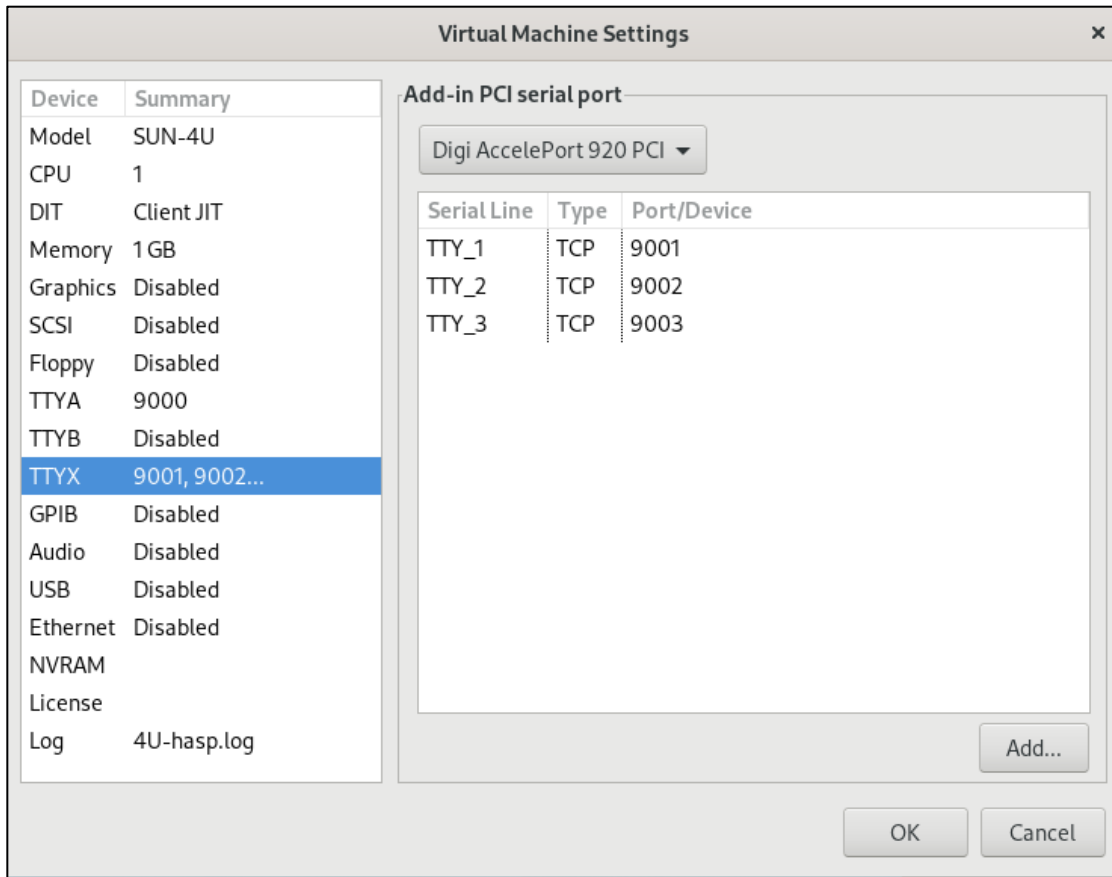 Virtual Machine Settings ×
Device Summary
Model SUN-4U
CPU 1
DIT Client JIT
Memory 1 GB
Graphics Disabled
SCSI Disabled
Floppy Disabled
TTYA 9000
TTYB Disabled
TTYX 9001, 9002...
GPIB Disabled
Audio Disabled
USB Disabled
Ethernet Disabled
NVRAM
License
Log 4U-hasp.log
Add-in PCI serial port
Digi AccelePort 920 PCI
Serial Line Type Port/Device
TTY_1 TCP 9001
TTY_2 TCP 9002
TTY_3 TCP 9003
Add...
OK Cancel